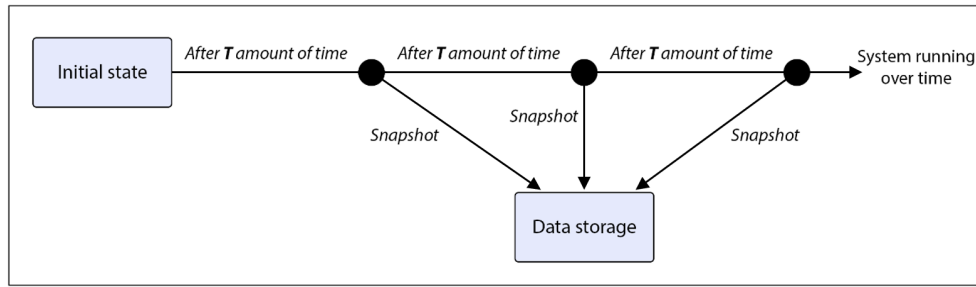 Initial state
After T amount of time
After T amount of time
After T amount of time
System running
over time
Snapshot
Snapshot
Snapshot
Data storage